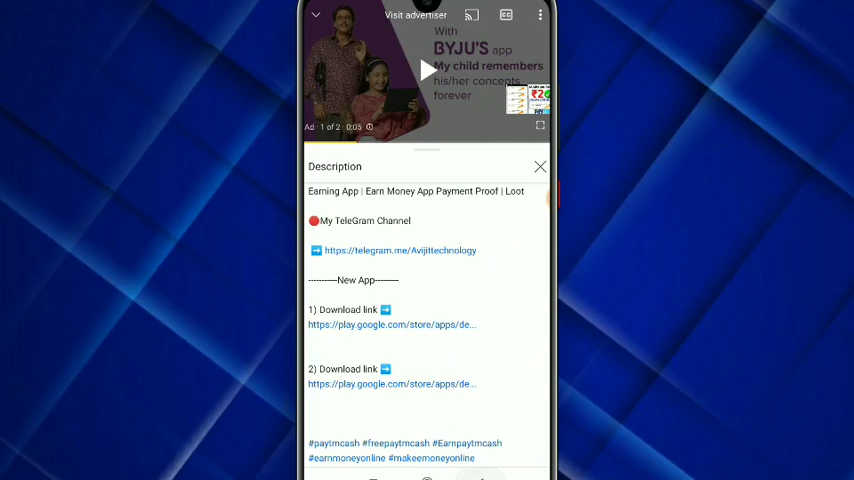 Visit advertiser
CC
With
BYJU'S app
My child remembers
his/her concepts
forever
₹2
Ad · 1 of 2 · 0:05
Description
Earning App | Earn Money App Payment Proof | Loot
🔴My TeleGram Channel
➡️ https://telegram.me/Avijittechnology
-----------New App---------
1) Download link ➡️
https://play.google.com/store/apps/de...
2) Download link ➡️
https://play.google.com/store/apps/de...
#paytmcash #freepaytmcash #Earnpaytmcash
#earnmoneyonline #makeemoneyonline